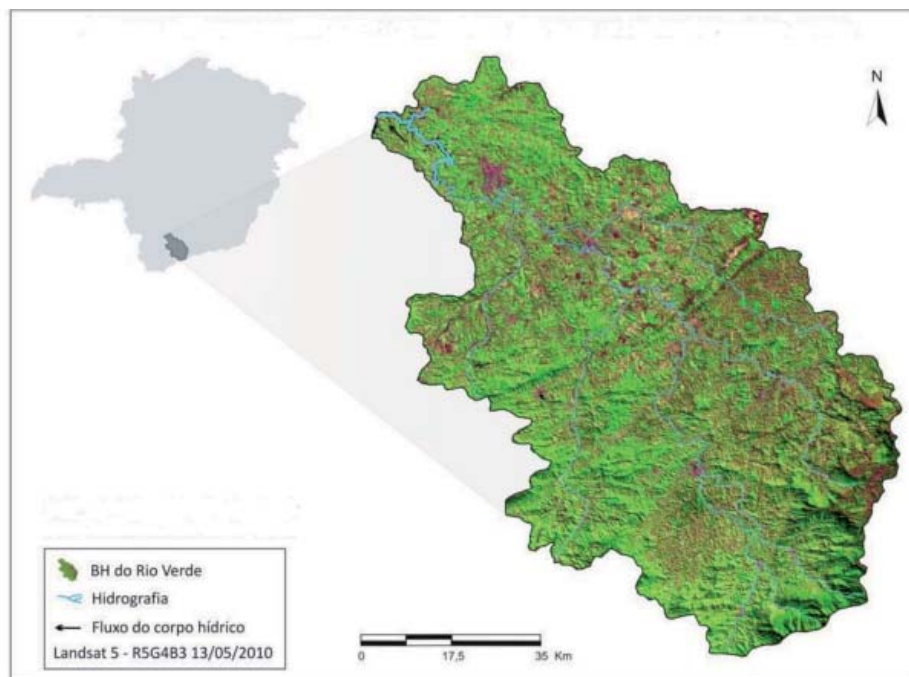 N
BH do Rio Verde
Hidrografia
Fluxo do corpo hídrico
Landsat 5 - R5G4B3 13/05/2010
0 17,5 35 Km